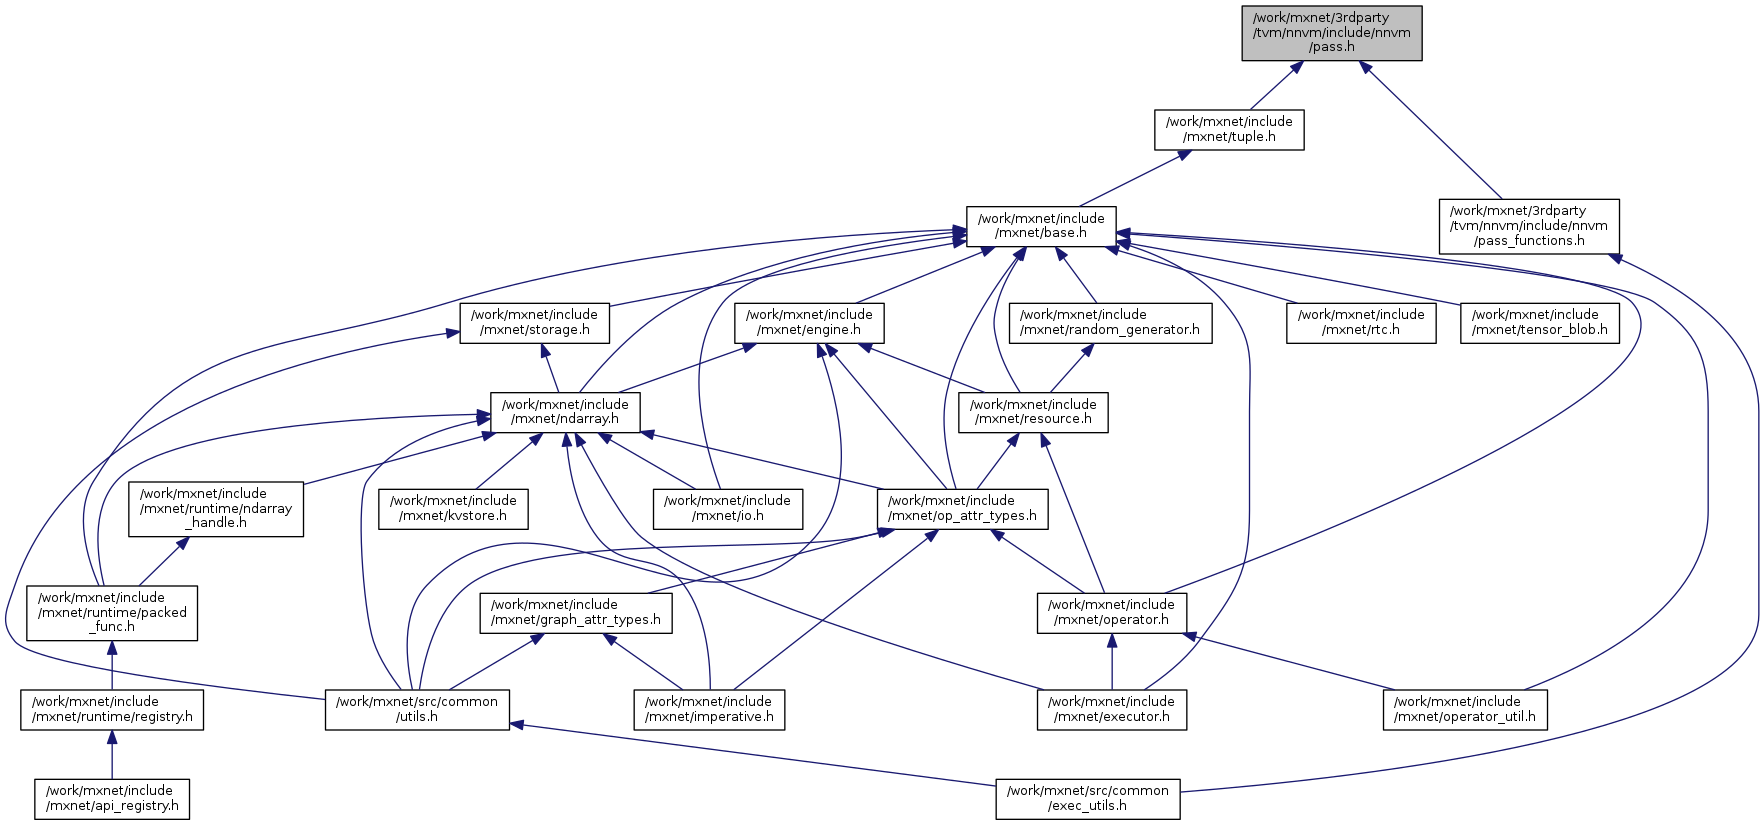 /work/mxnet/3rdparty
/tvm/nnvm/include/nnvm
/pass.h
/work/mxnet/include
/mxnet/tuple.h
/work/mxnet/include
/mxnet/base.h
/work/mxnet/3rdparty
/tvm/nnvm/include/nnvm
/pass_functions.h
/work/mxnet/include
/mxnet/storage.h
/work/mxnet/include
/mxnet/engine.h
/work/mxnet/include
/mxnet/random_generator.h
/work/mxnet/include
/mxnet/rtc.h
/work/mxnet/include
/mxnet/tensor_blob.h
/work/mxnet/include
/mxnet/ndarray.h
/work/mxnet/include
/mxnet/resource.h
/work/mxnet/include
/mxnet/runtime/ndarray
_handle.h
/work/mxnet/include
/mxnet/kvstore.h
/work/mxnet/include
/mxnet/io.h
/work/mxnet/include
/mxnet/op_attr_types.h
/work/mxnet/include
/mxnet/runtime/packed
_func.h
/work/mxnet/include
/mxnet/graph_attr_types.h
/work/mxnet/include
/mxnet/operator.h
/work/mxnet/include
/mxnet/runtime/registry.h
/work/mxnet/src/common
/utils.h
/work/mxnet/include
/mxnet/imperative.h
/work/mxnet/include
/mxnet/executor.h
/work/mxnet/include
/mxnet/operator_util.h
/work/mxnet/include
/mxnet/api_registry.h
/work/mxnet/src/common
/exec_utils.h